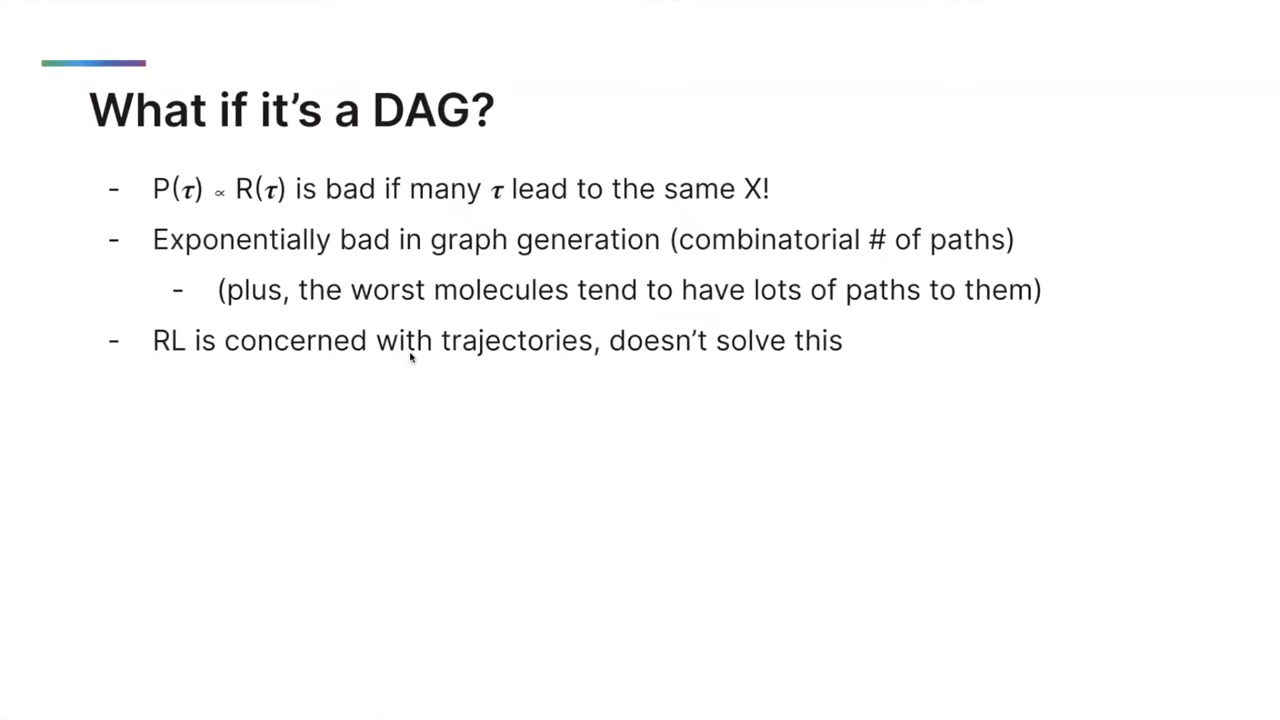 What if it's a DAG?
- P(𝝉) ∝ R(𝝉) is bad if many 𝝉 lead to the same X!
- Exponentially bad in graph generation (combinatorial # of paths)
- (plus, the worst molecules tend to have lots of paths to them)
- RL is concerned with trajectories, doesn't solve this